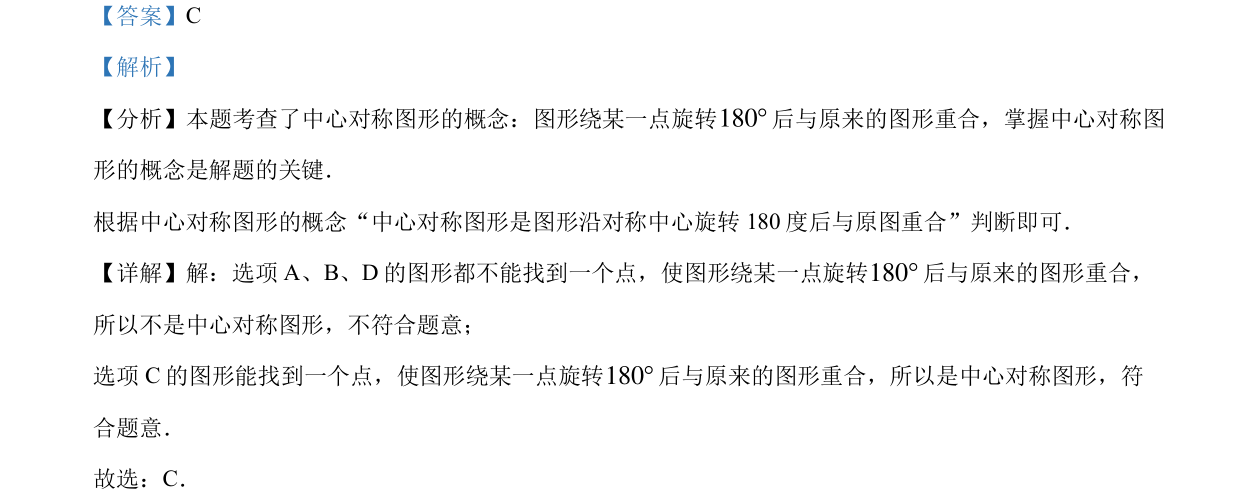 【答案】C
【解析】
【分析】本题考查了中心对称图形的概念：图形绕某一点旋转180°后与原来的图形重合，掌握中心对称图
形的概念是解题的关键．
根据中心对称图形的概念“中心对称图形是图形沿对称中心旋转 180 度后与原图重合”判断即可．
【详解】解：选项 A、B、D 的图形都不能找到一个点，使图形绕某一点旋转180°后与原来的图形重合，
所以不是中心对称图形，不符合题意；
选项 C 的图形能找到一个点，使图形绕某一点旋转180°后与原来的图形重合，所以是中心对称图形，符
合题意．
故选：C．